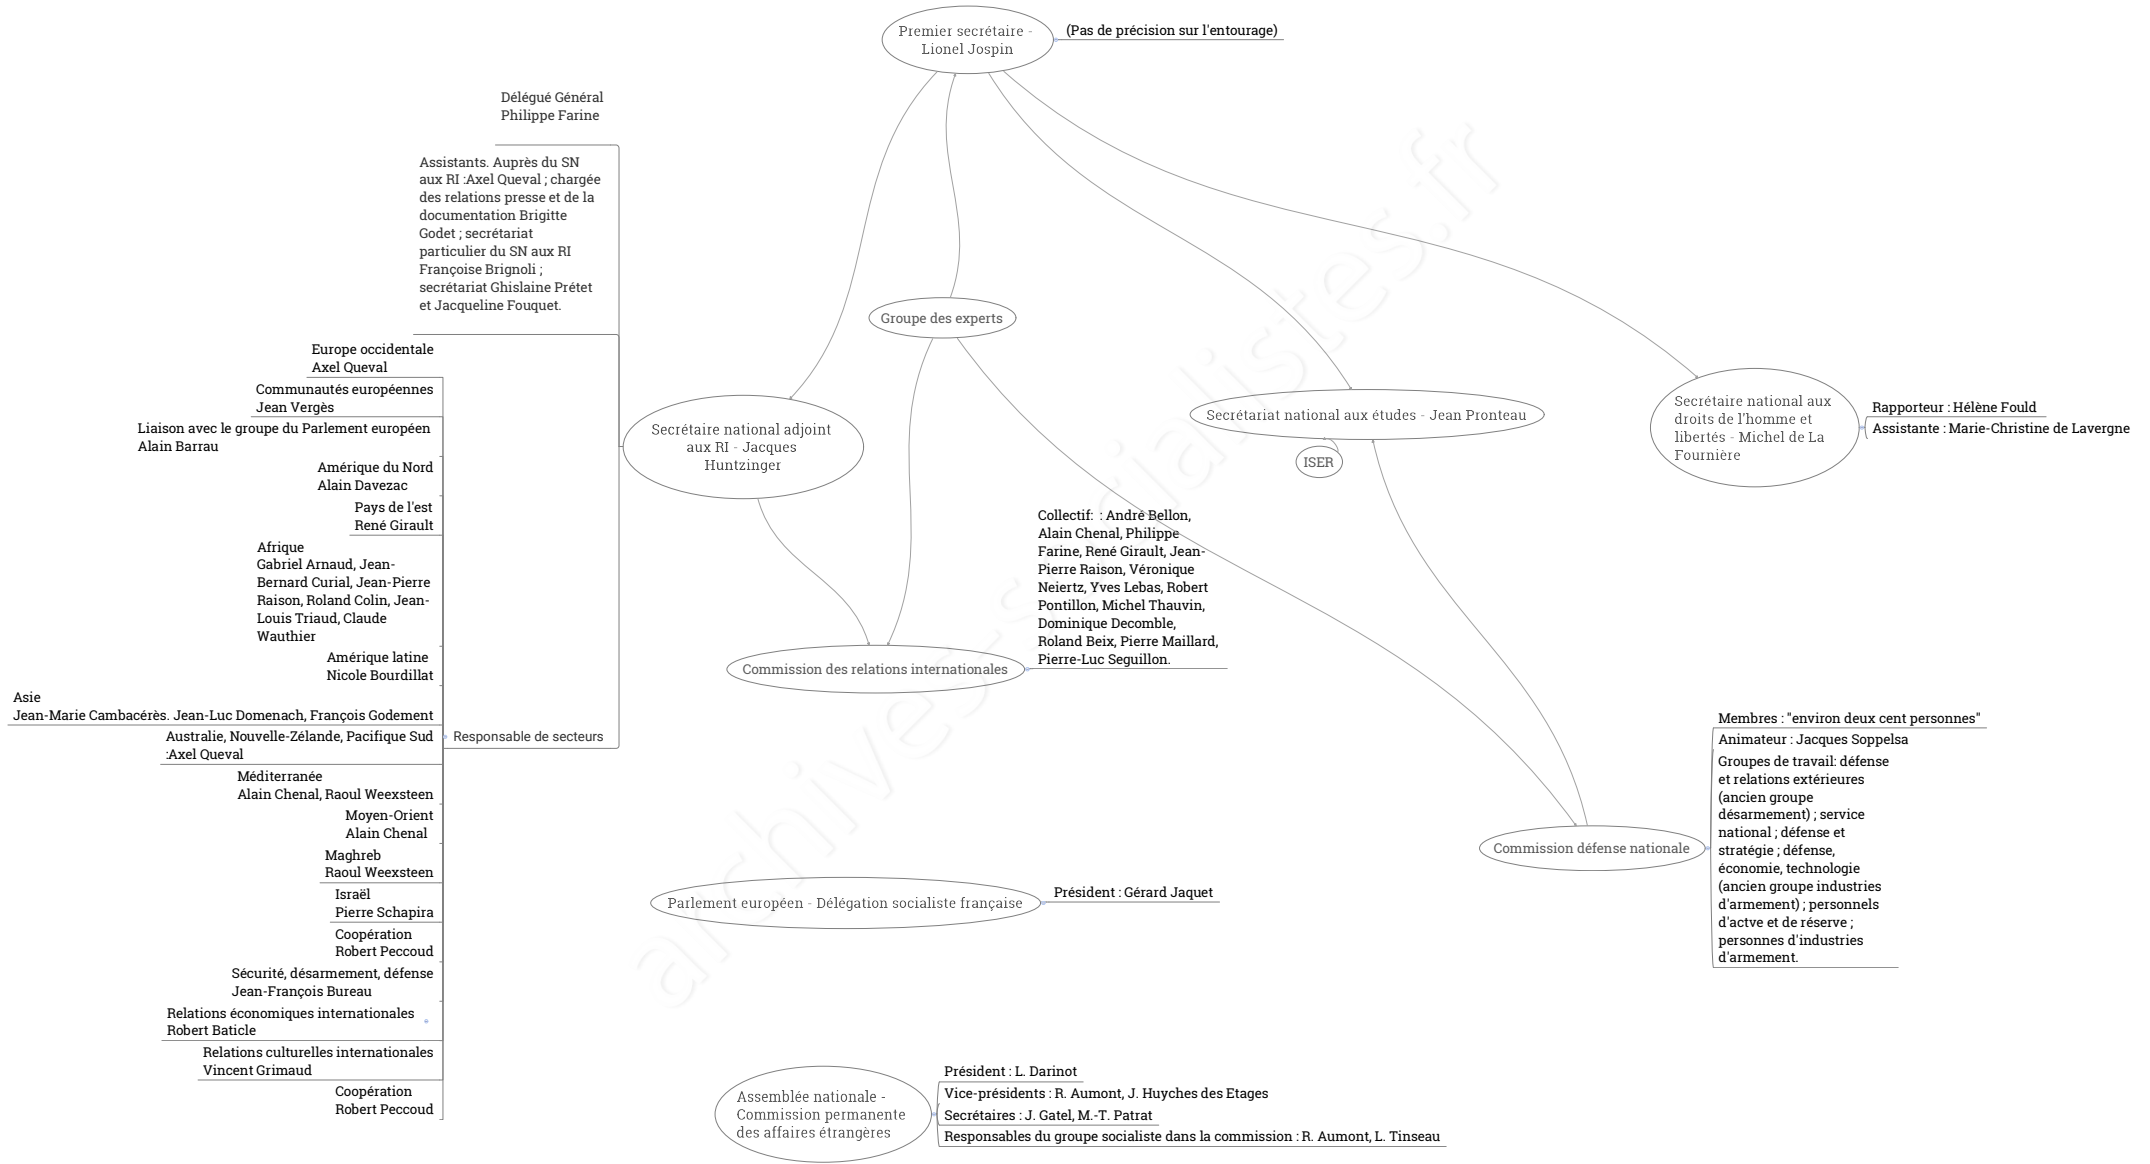 Premier secrétaire -
Lionel Jospin
(Pas de précision sur l'entourage)
Délégué Général
Philippe Farine
Assistants. Auprès du SN
aux RI :Axel Queval ; chargée
des relations presse et de la
documentation Brigitte
Godet ; secrétariat
particulier du SN aux RI
Françoise Brignoli ;
secrétariat Ghislaine Prétet
et Jacqueline Fouquet.
Europe occidentale
Axel Queval
Communautés européennes
Jean Vergès
Liaison avec le groupe du Parlement européen
Alain Barrau
Amérique du Nord
Alain Davezac
Pays de l'est
René Girault
Afrique
Gabriel Arnaud, Jean-
Bernard Curial, Jean-Pierre
Raison, Roland Colin, Jean-
Louis Triaud, Claude
Wauthier
Amérique latine
Nicole Bourdillat
Asie
Jean-Marie Cambacérès. Jean-Luc Domenach, François Godement
Australie, Nouvelle-Zélande, Pacifique Sud
:Axel Queval
Responsable de secteurs
Méditerranée
Alain Chenal, Raoul Weexsteen
Moyen-Orient
Alain Chenal
Maghreb
Raoul Weexsteen
Israël
Pierre Schapira
Coopération
Robert Peccoud
Sécurité, désarmement, défense
Jean-François Bureau
Relations économiques internationales
Robert Baticle
Relations culturelles internationales
Vincent Grimaud
Coopération
Robert Peccoud
Groupe des experts
Secrétaire national adjoint
aux RI - Jacques
Huntzinger
Secrétariat national aux études - Jean Pronteau
ISER
Secrétaire national aux
droits de l'homme et
libertés - Michel de La
Fournière
Rapporteur : Hélène Fould
Assistante : Marie-Christine de Lavergne
Collectif:  : Andrè Bellon,
Alain Chenal, Philippe
Farine, René Girault, Jean-
Pierre Raison, Véronique
Neiertz, Yves Lebas, Robert
Pontillon, Michel Thauvin,
Dominique Decomble,
Roland Beix, Pierre Maillard,
Pierre-Luc Seguillon.
Commission des relations internationales
Commission défense nationale
Membres : "environ deux cent personnes"
Animateur : Jacques Soppelsa
Groupes de travail: défense
et relations extérieures
(ancien groupe
désarmement) ; service
national ; défense et
stratégie ; défense,
économie, technologie
(ancien groupe industries
d'armement) ; personnels
d'actve et de réserve ;
personnes d'industries
d'armement.
Parlement européen - Délégation socialiste française
Président : Gérard Jaquet
Assemblée nationale -
Commission permanente
des affaires étrangères
Président : L. Darinot
Vice-présidents : R. Aumont, J. Huyches des Etages
Secrétaires : J. Gatel, M.-T. Patrat
Responsables du groupe socialiste dans la commission : R. Aumont, L. Tinseau
archives-socialistes.fr